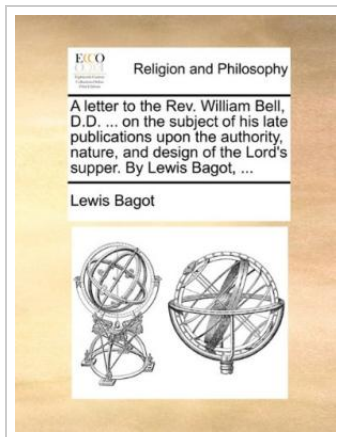 ECCO
Religion and Philosophy
A letter to the Rev. William Bell,
D.D. ... on the subject of his late
publications upon the authority,
nature, and design of the Lord's
supper. By Lewis Bagot, ...
Lewis Bagot